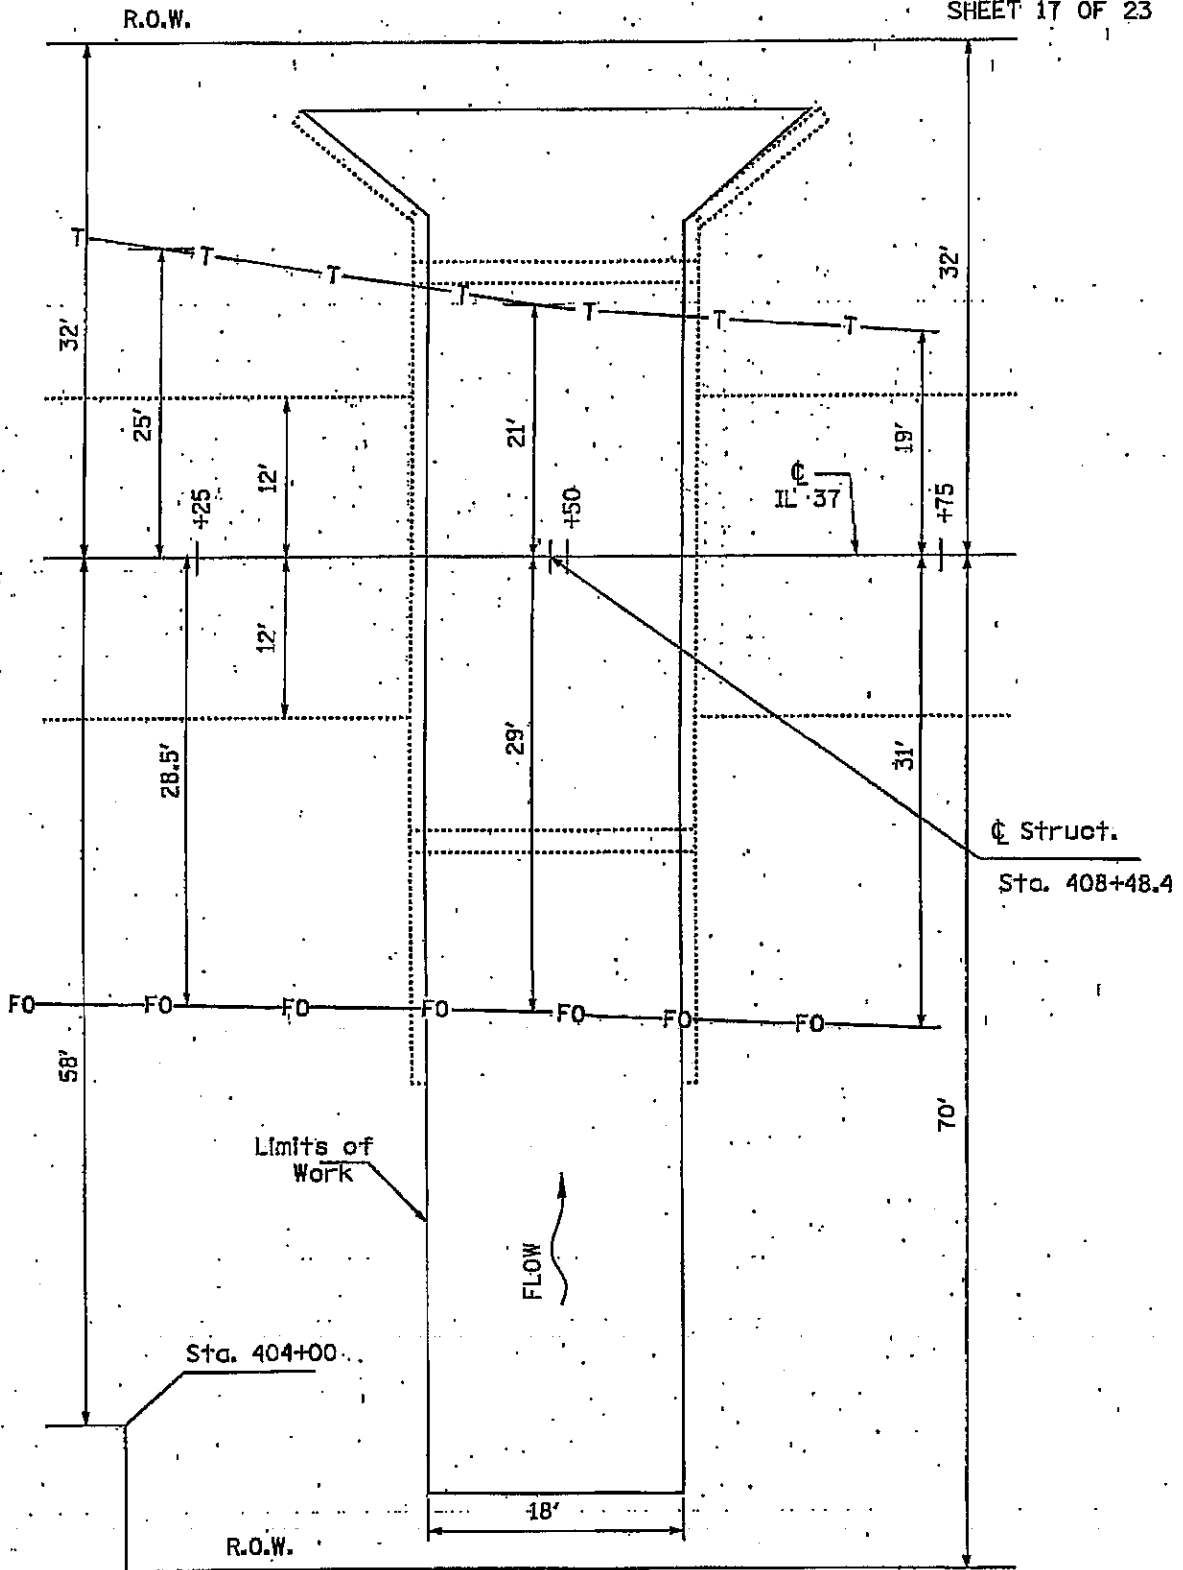 SHEET 17 OF 23
R.O.W.
T
T
T
T
T
T
T
32'
32'
25'
21'
19'
12'
℄
IL 37
+25
+50
+75
12'
28.5'
29'
31'
℄ Struct.
Sta. 408+48.4
FO
FO
FO
FO
FO
FO
FO
58'
70'
Limits of
Work
FLOW
Sta. 404+00
18'
R.O.W.